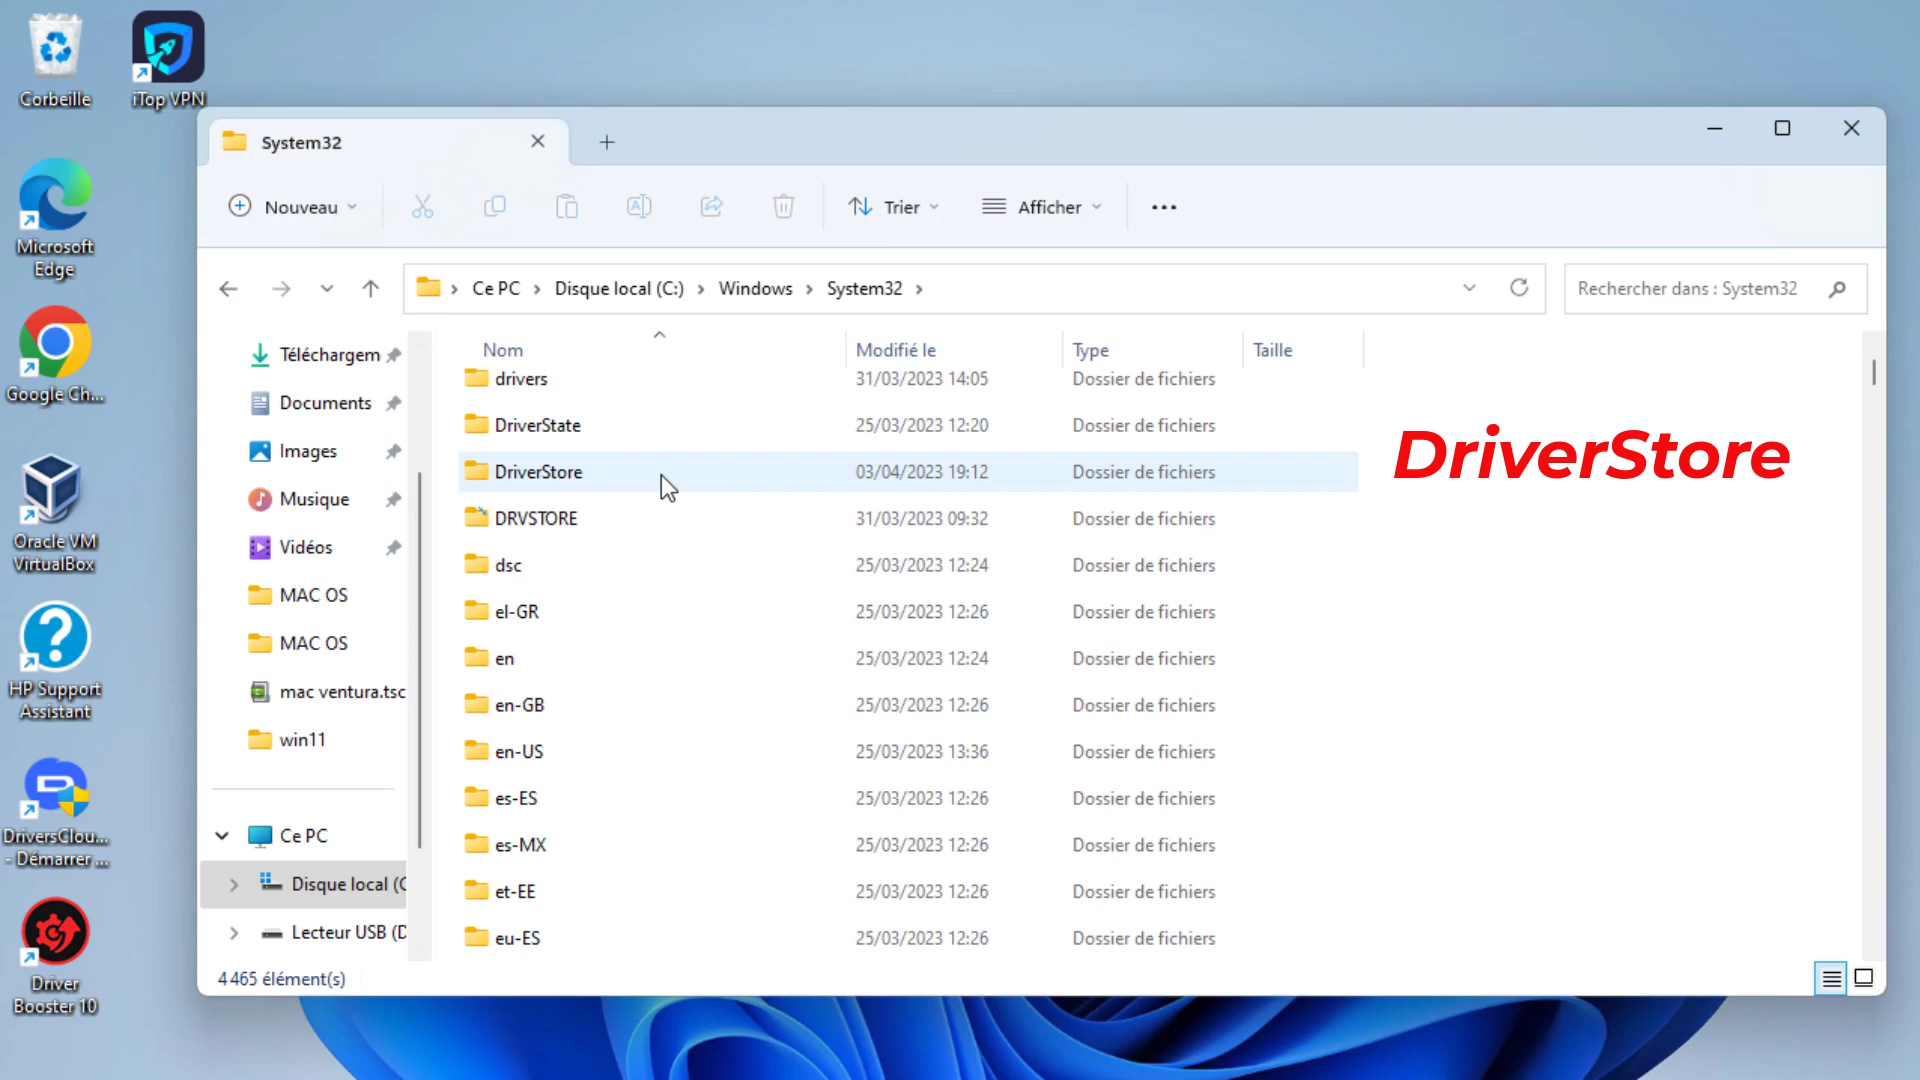 Corbeille
iTop VPN
Microsoft
Edge
Google Ch...
Oracle VM
VirtualBox
HP Support
Assistant
DriversClou...
- Démarrer ...
Driver
Booster 10
System32
Nouveau
Trier
Afficher
Ce PC
Disque local (C:)
Windows
System32
Rechercher dans : System32
Téléchargem
Documents
Images
Musique
Vidéos
MAC OS
MAC OS
mac ventura.tsc
win11
Ce PC
Disque local (C
Lecteur USB (D
Nom Modifié le Type Taille
drivers 31/03/2023 14:05 Dossier de fichiers
DriverState 25/03/2023 12:20 Dossier de fichiers
DriverStore 03/04/2023 19:12 Dossier de fichiers
DRVSTORE 31/03/2023 09:32 Dossier de fichiers
dsc 25/03/2023 12:24 Dossier de fichiers
el-GR 25/03/2023 12:26 Dossier de fichiers
en 25/03/2023 12:24 Dossier de fichiers
en-GB 25/03/2023 12:26 Dossier de fichiers
en-US 25/03/2023 13:36 Dossier de fichiers
es-ES 25/03/2023 12:26 Dossier de fichiers
es-MX 25/03/2023 12:26 Dossier de fichiers
et-EE 25/03/2023 12:26 Dossier de fichiers
eu-ES 25/03/2023 12:26 Dossier de fichiers
DriverStore
4 465 élément(s)